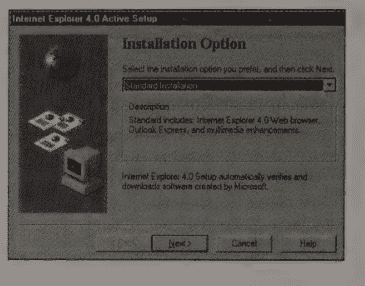 Internet Explorer 4.0 Active Setup
Installation Option
Select the installation option you prefer, and then click Next.
Standard Installation
Description
Standard includes: Internet Explorer 4.0 Web browser,
Outlook Express, and multimedia enhancements.
Internet Explorer 4.0 Setup automatically verifies and
downloads software created by Microsoft.
< Back
Next >
Cancel
Help